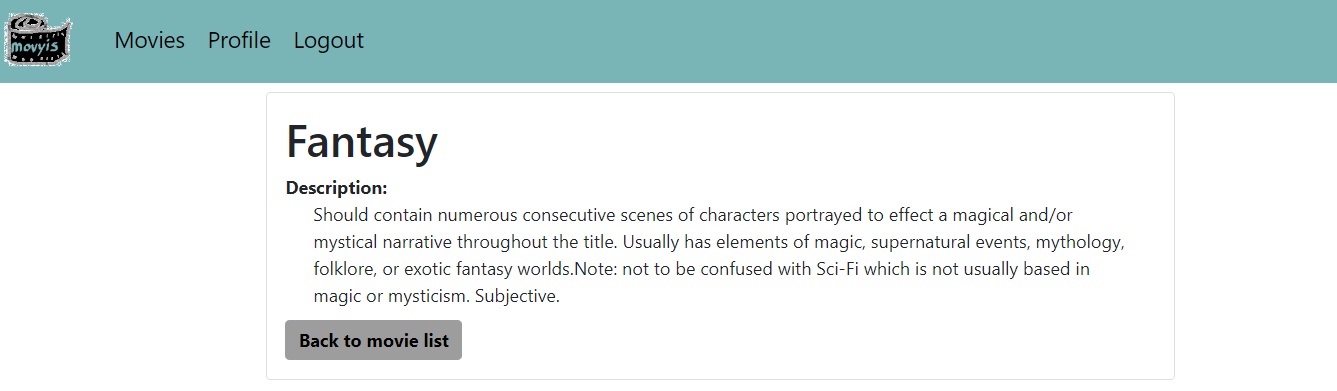 movyis
Movies Profile Logout
Fantasy
Description:
Should contain numerous consecutive scenes of characters portrayed to effect a magical and/or
mystical narrative throughout the title. Usually has elements of magic, supernatural events, mythology,
folklore, or exotic fantasy worlds.Note: not to be confused with Sci-Fi which is not usually based in
magic or mysticism. Subjective.
Back to movie list